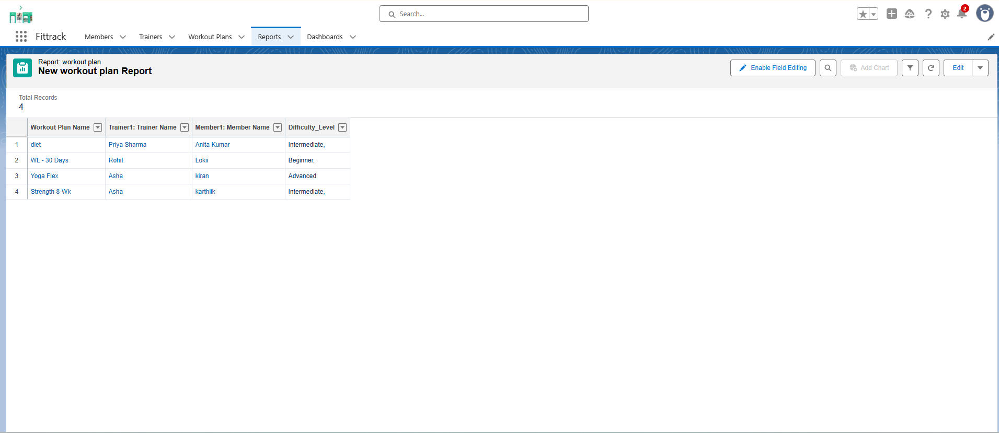 Search...
2
Fittrack Members Trainers Workout Plans Reports Dashboards
Report: workout plan
New workout plan Report
Enable Field Editing Add Chart Edit
Total Records
4
Workout Plan Name Trainer1: Trainer Name Member1: Member Name Difficulty_Level
1 diet Priya Sharma Anita Kumar Intermediate,
2 WL - 30 Days Rohit Lokii Beginner,
3 Yoga Flex Asha kiran Advanced
4 Strength 8-Wk Asha karthiik Intermediate,